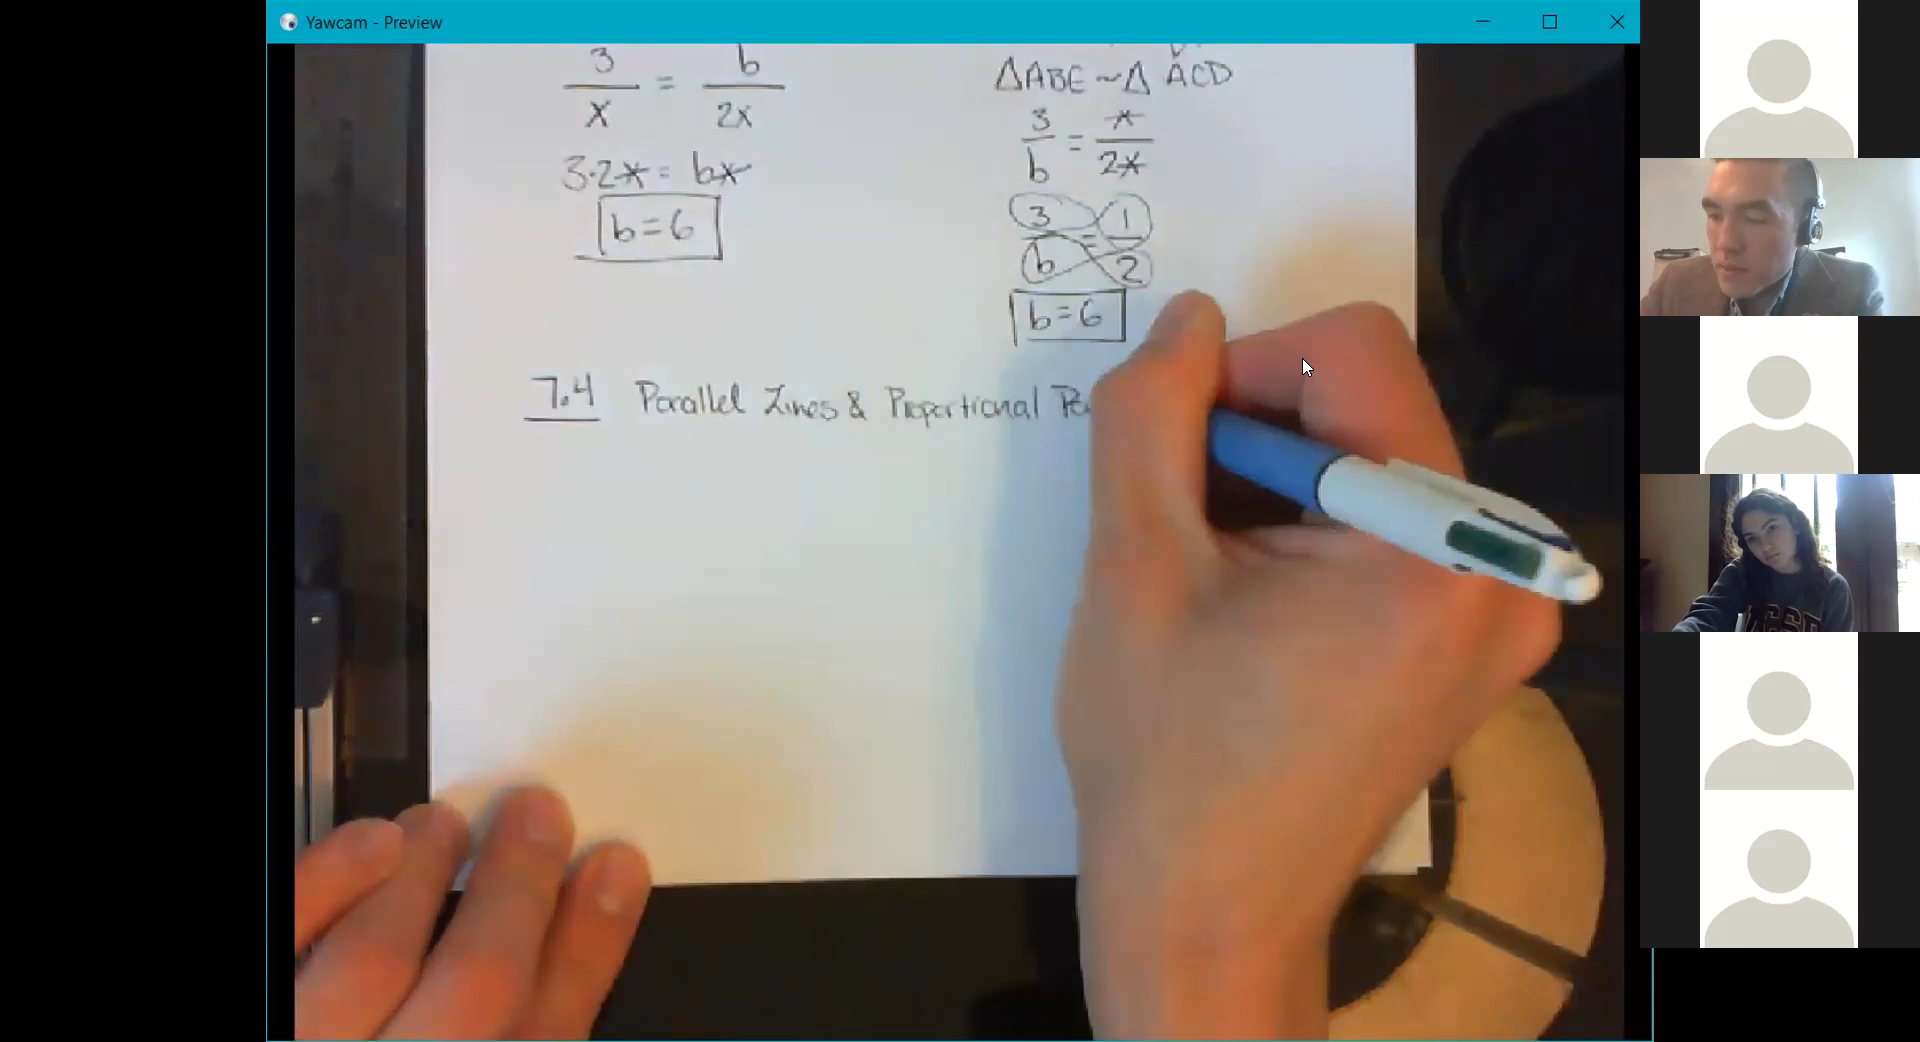 Yawcam - Preview
3/x = b/2x
3·2x = bx
b=6
△ABE ~ △ ACD
3/b = x/2x
3/b = 1/2
b=6
7.4 Parallel Lines & Proportional